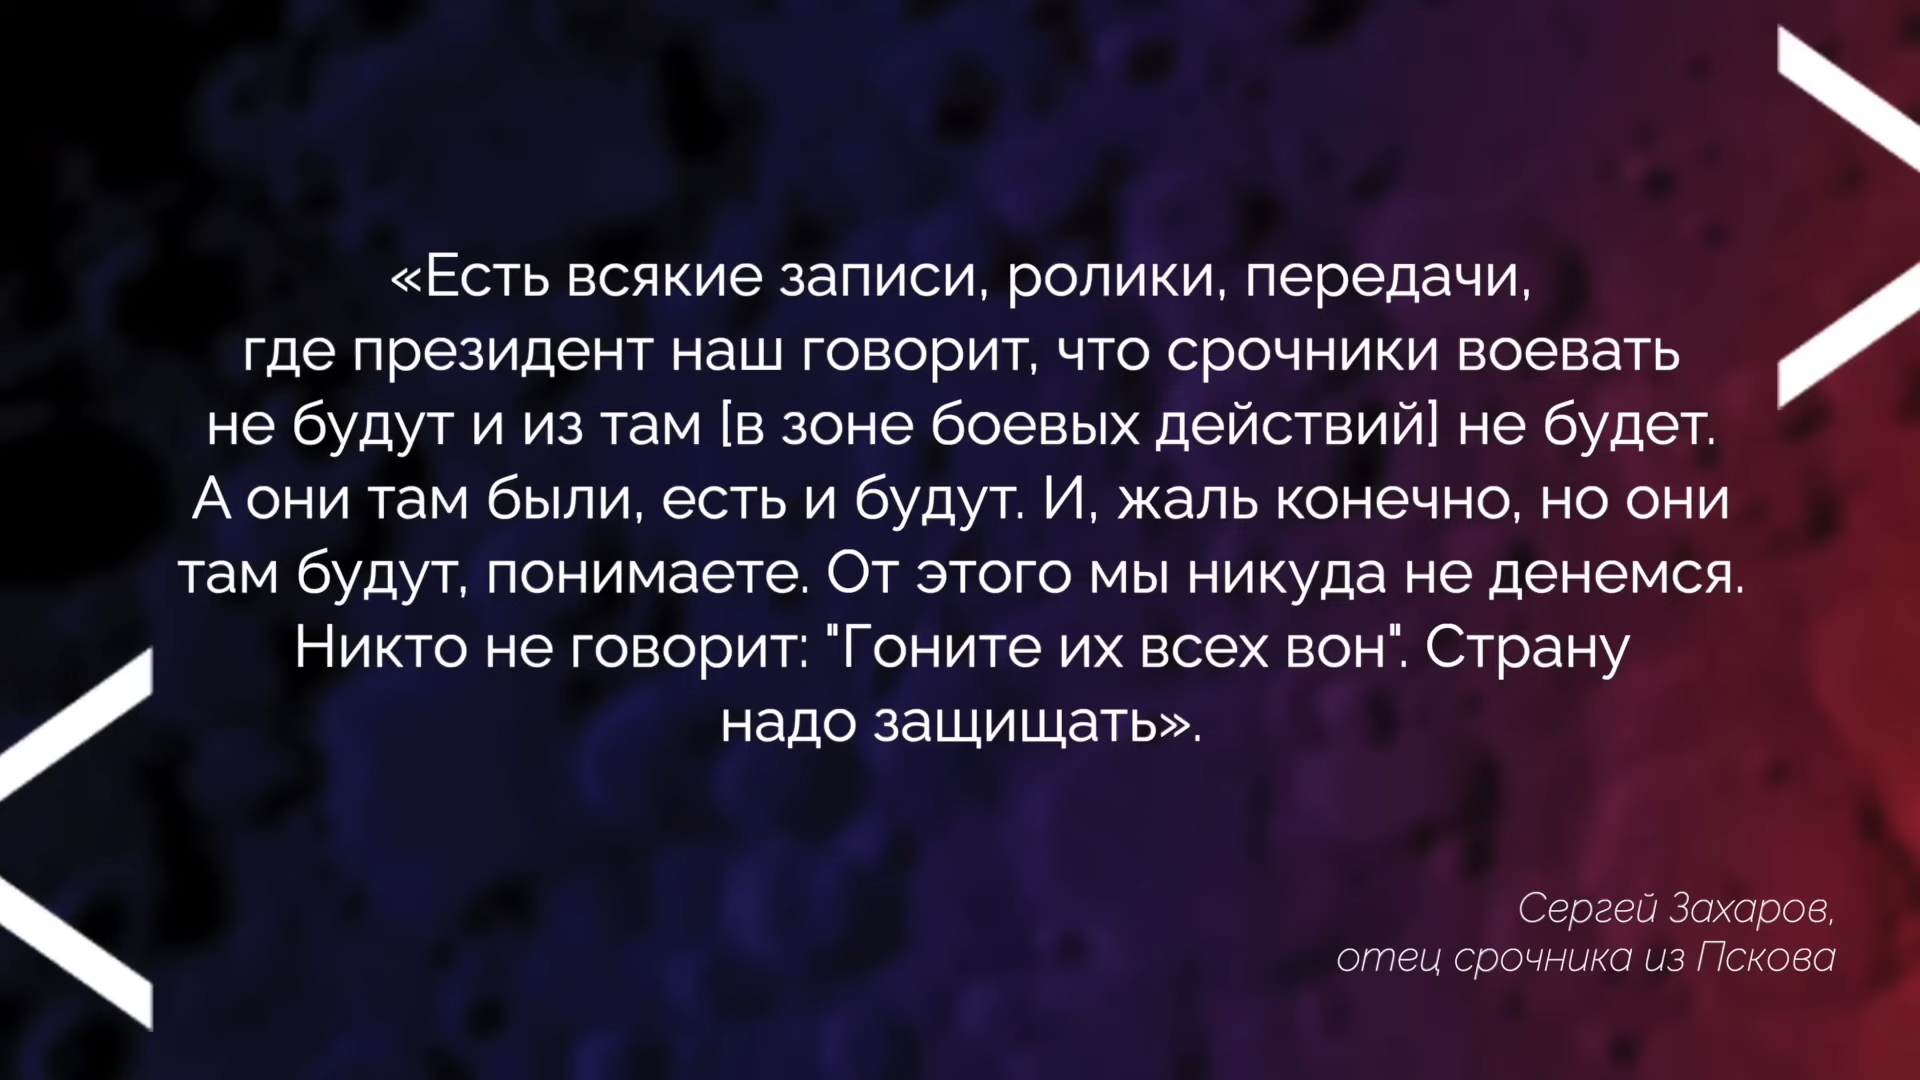 «Есть всякие записи, ролики, передачи,
где президент наш говорит, что срочники воевать
не будут и из там [в зоне боевых действий] не будет.
А они там были, есть и будут. И, жаль конечно, но они
там будут, понимаете. От этого мы никуда не денемся.
Никто не говорит: "Гоните их всех вон". Страну
надо защищать».
Сергей Захаров,
отец срочника из Пскова